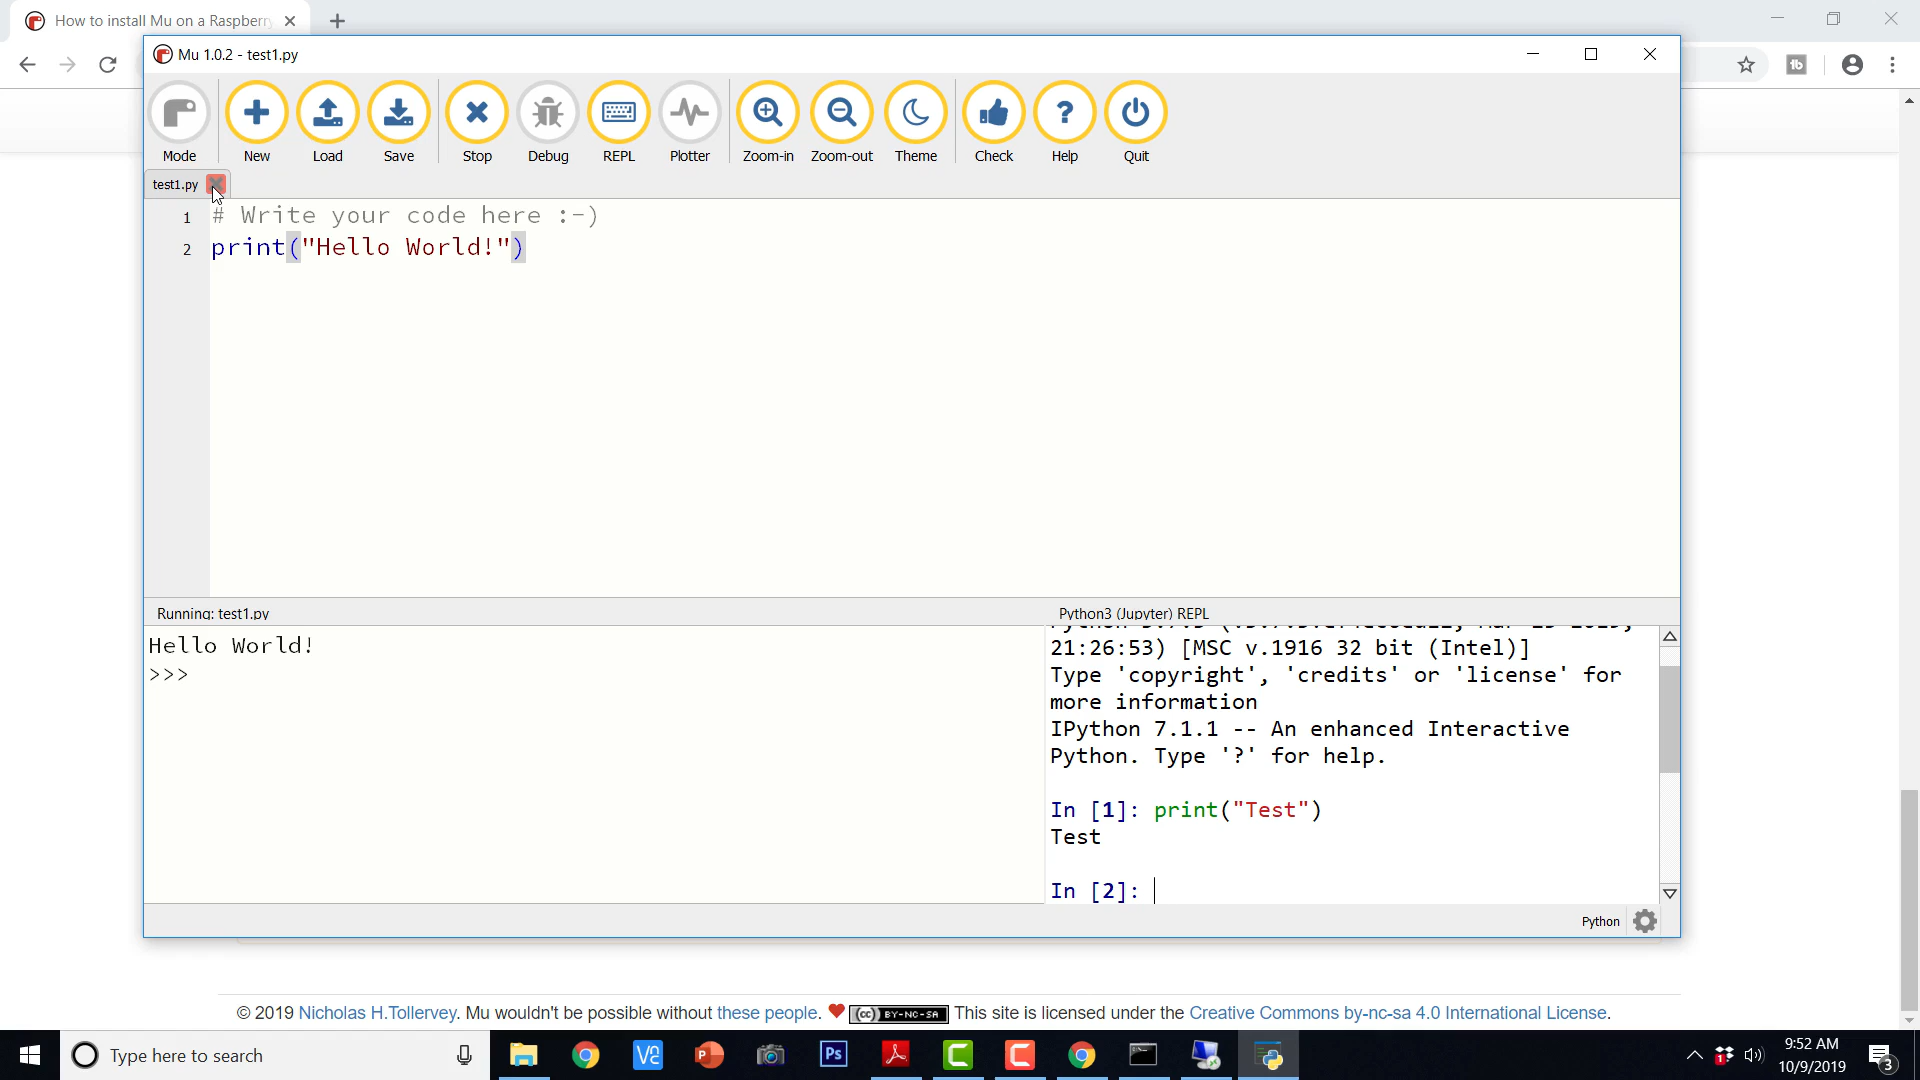 How to install Mu on a Raspberry
Mu 1.0.2 - test1.py
Mode New Load Save Stop Debug REPL Plotter Zoom-in Zoom-out Theme Check Help Quit
test1.py
1 # Write your code here :-)
2 print("Hello World!")
Running: test1.py
Hello World!
>>>
Python3 (Jupyter) REPL
21:26:53) [MSC v.1916 32 bit (Intel)]
Type 'copyright', 'credits' or 'license' for
more information
IPython 7.1.1 -- An enhanced Interactive
Python. Type '?' for help.
In [1]: print("Test")
Test
In [2]:
Python
© 2019 Nicholas H.Tollervey. Mu wouldn't be possible without these people. (cc) BY-NC-SA This site is licensed under the Creative Commons by-nc-sa 4.0 International License.
Type here to search
Ps
9:52 AM
10/9/2019
3